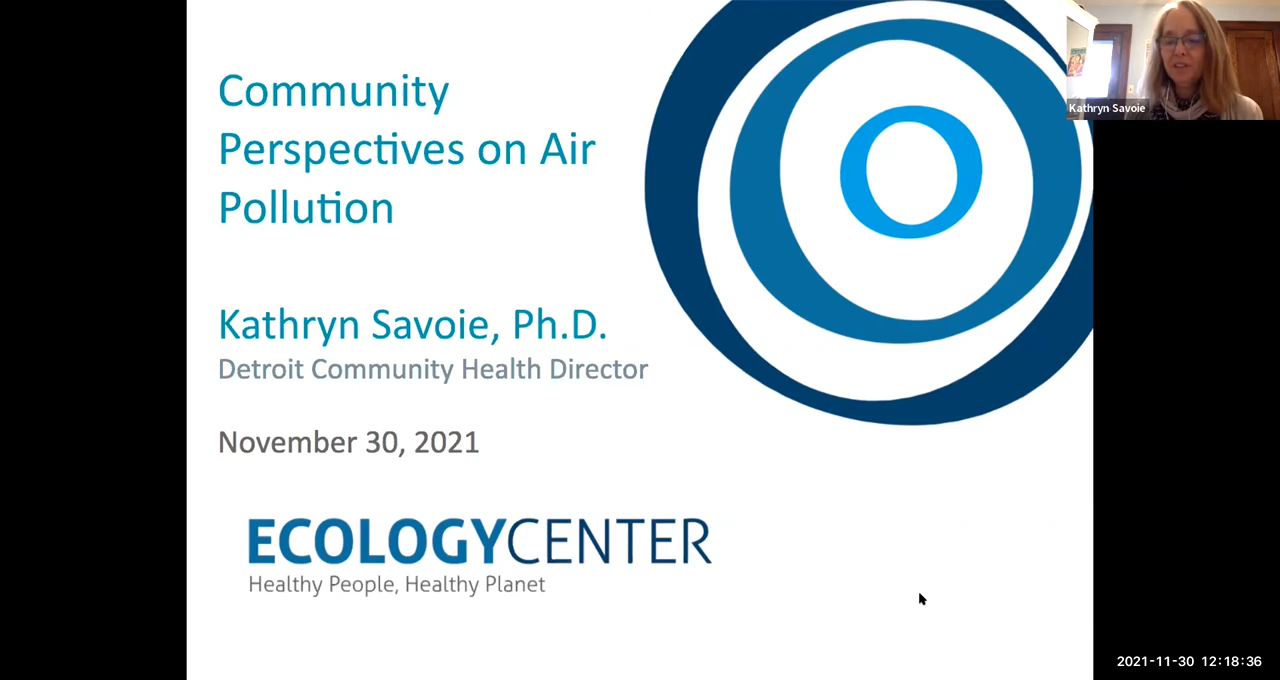 Community
Perspectives on Air
Pollution
Kathryn Savoie, Ph.D.
Detroit Community Health Director
November 30, 2021
ECOLOGYCENTER
Healthy People, Healthy Planet
Kathryn Savoie
2021-11-30 12:18:36